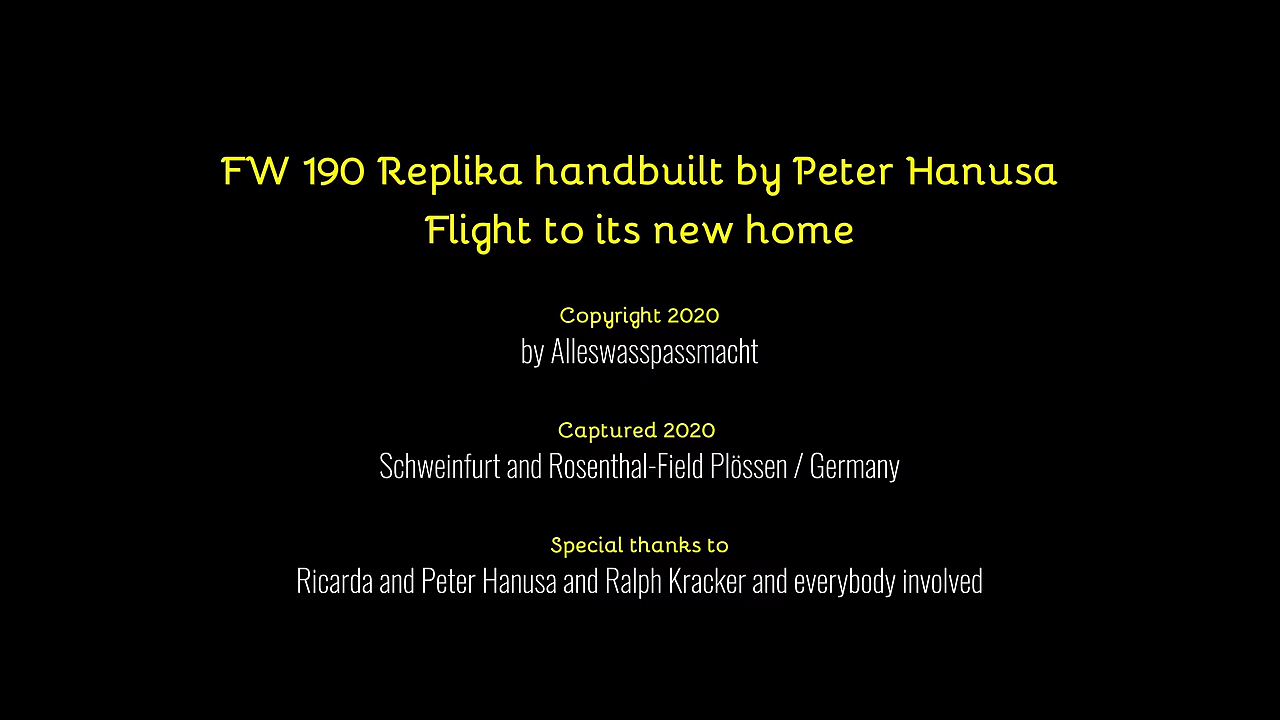 FW 190 Replika handbuilt by Peter Hanusa
Flight to its new home
Copyright 2020
by Alleswasspassmacht
Captured 2020
Schweinfurt and Rosenthal-Field Plössen / Germany
Special thanks to
Ricarda and Peter Hanusa and Ralph Kracker and everybody involved